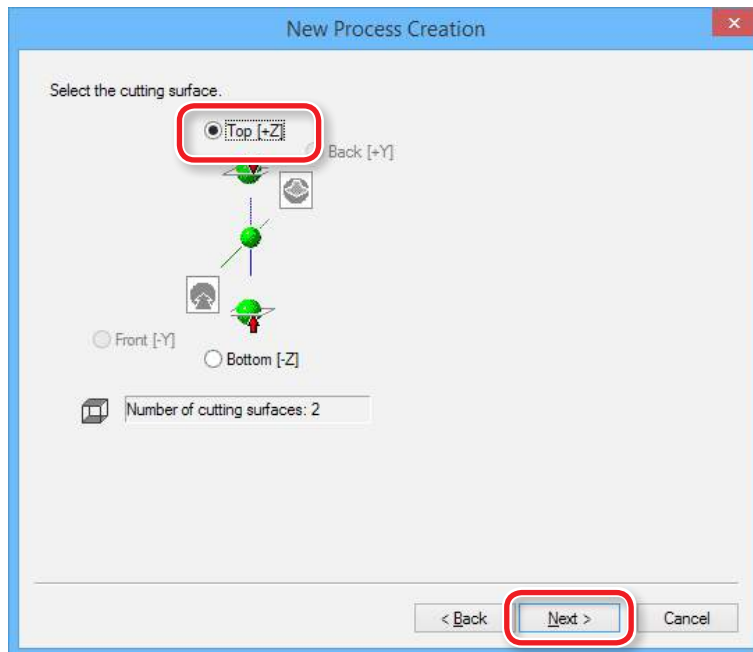 New Process Creation
Select the cutting surface.
Top [+Z]
Back [+Y]
Front [-Y]
Bottom [-Z]
Number of cutting surfaces: 2
< Back
Next >
Cancel